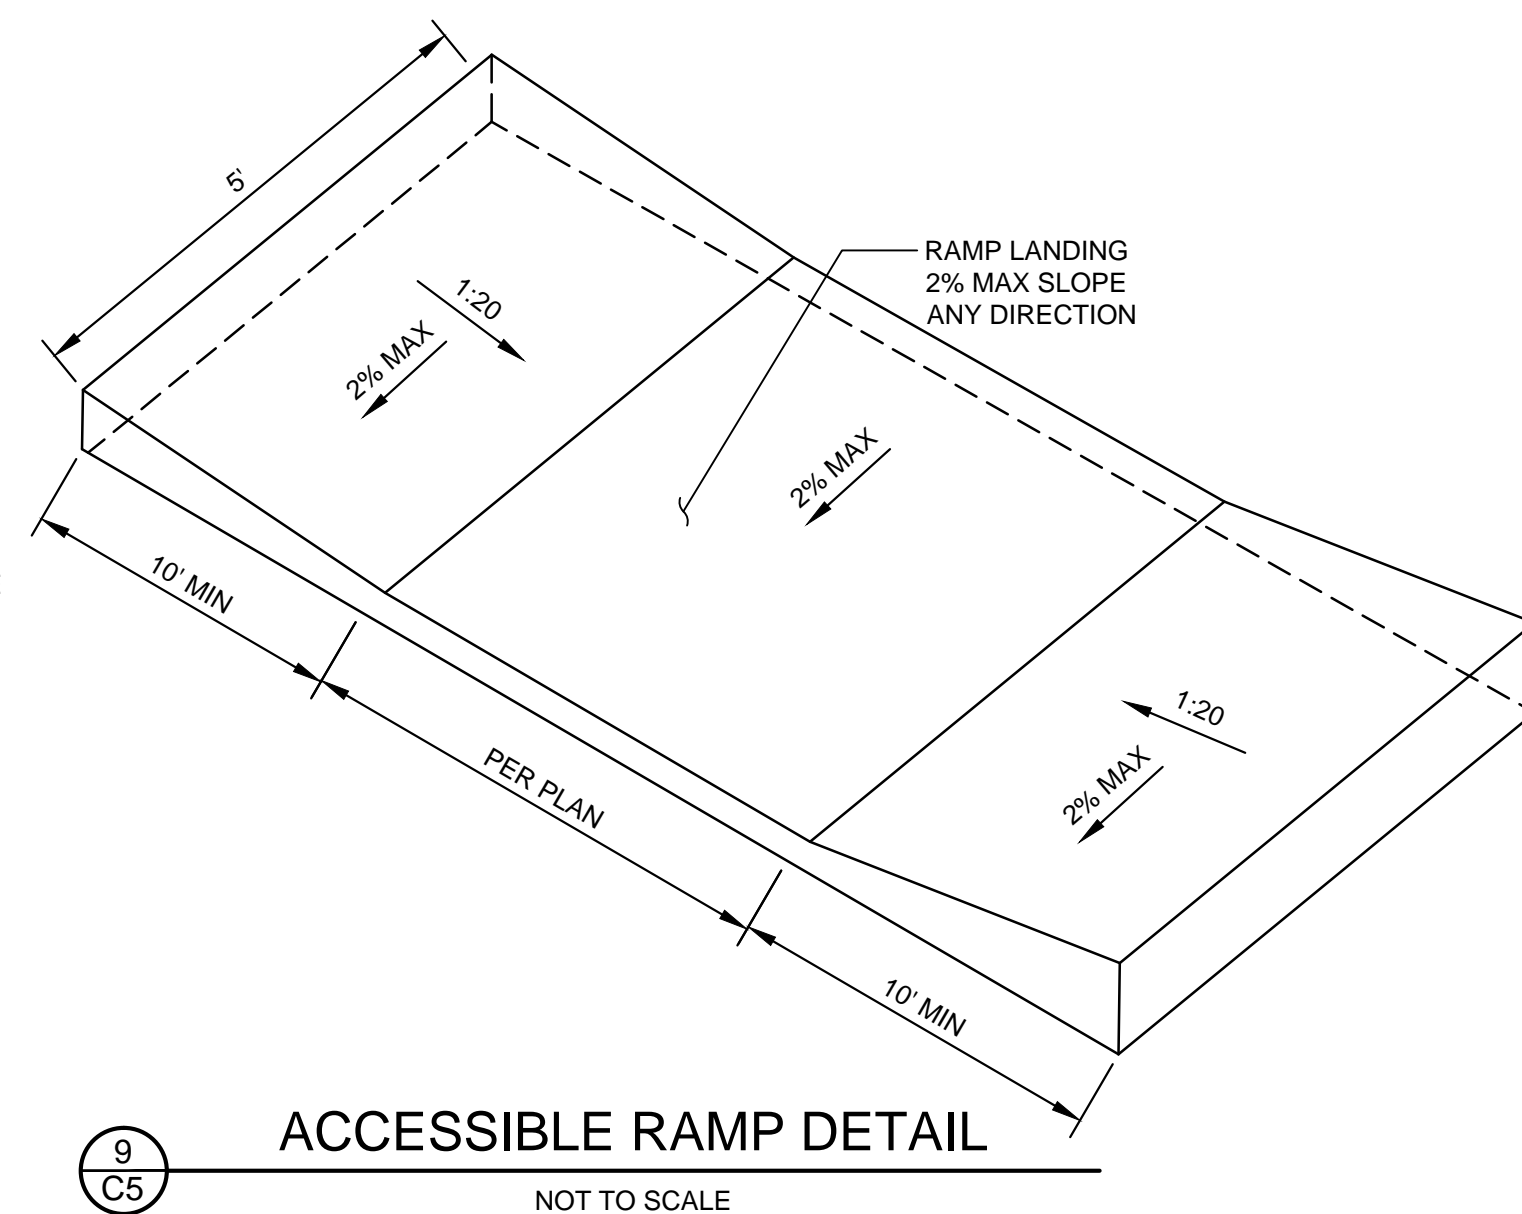 5'
1:20
2% MAX
RAMP LANDING
2% MAX SLOPE
ANY DIRECTION
2% MAX
10' MIN
1:20
2% MAX
PER PLAN
10' MIN
9
C5
ACCESSIBLE RAMP DETAIL
NOT TO SCALE